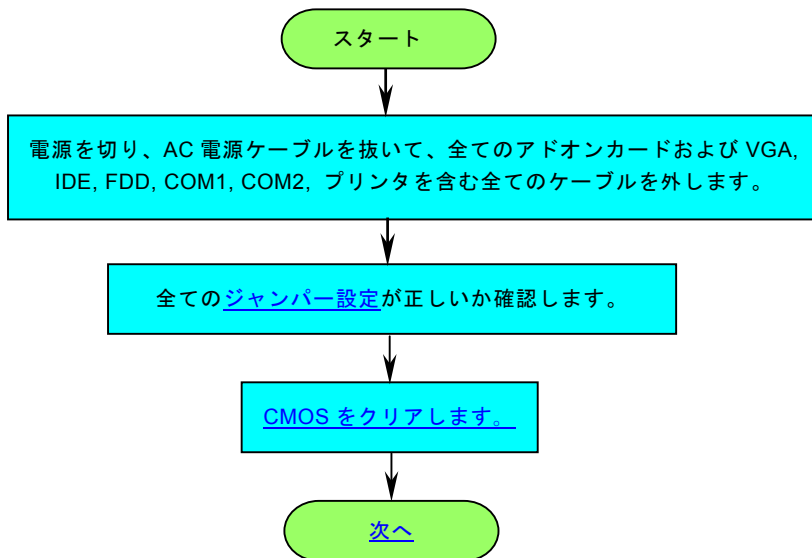 スタート
電源を切り、AC 電源ケーブルを抜いて、全てのアドオンカードおよび VGA,
IDE, FDD, COM1, COM2, プリンタを含む全てのケーブルを外します。
全てのジャンパー設定が正しいか確認します。
CMOS をクリアします。
次へ